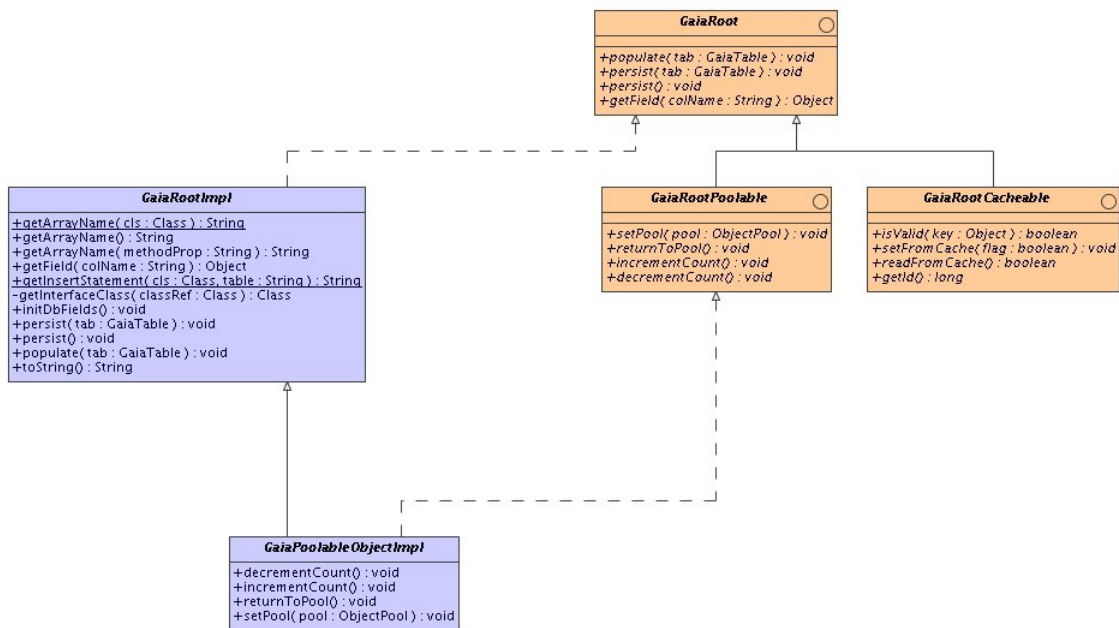 GaiaRoot
+populate( tab : GaiaTable ) : void
+persist( tab : GaiaTable ) : void
+persist() : void
+getField( colName : String ) : Object
GaiaRootImpl
+getArrayName( cls : Class ) : String
+getArrayName() : String
+getArrayName( methodProp : String ) : String
+getField( colName : String ) : Object
+getInsertStatement( cls : Class, table : String ) : String
-getInterfaceClass( classRef : Class ) : Class
+initDbFields() : void
+persist( tab : GaiaTable ) : void
+persist() : void
+populate( tab : GaiaTable ) : void
+toString() : String
GaiaRootPoolable
+setPool( pool : ObjectPool ) : void
+returnToPool() : void
+incrementCount() : void
+decrementCount() : void
GaiaRootCacheable
+isValid( key : Object ) : boolean
+setFromCache( flag : boolean ) : void
+readFromCache() : boolean
+getId() : long
GaiaPoolableObjectImpl
+decrementCount() : void
+incrementCount() : void
+returnToPool() : void
+setPool( pool : ObjectPool ) : void